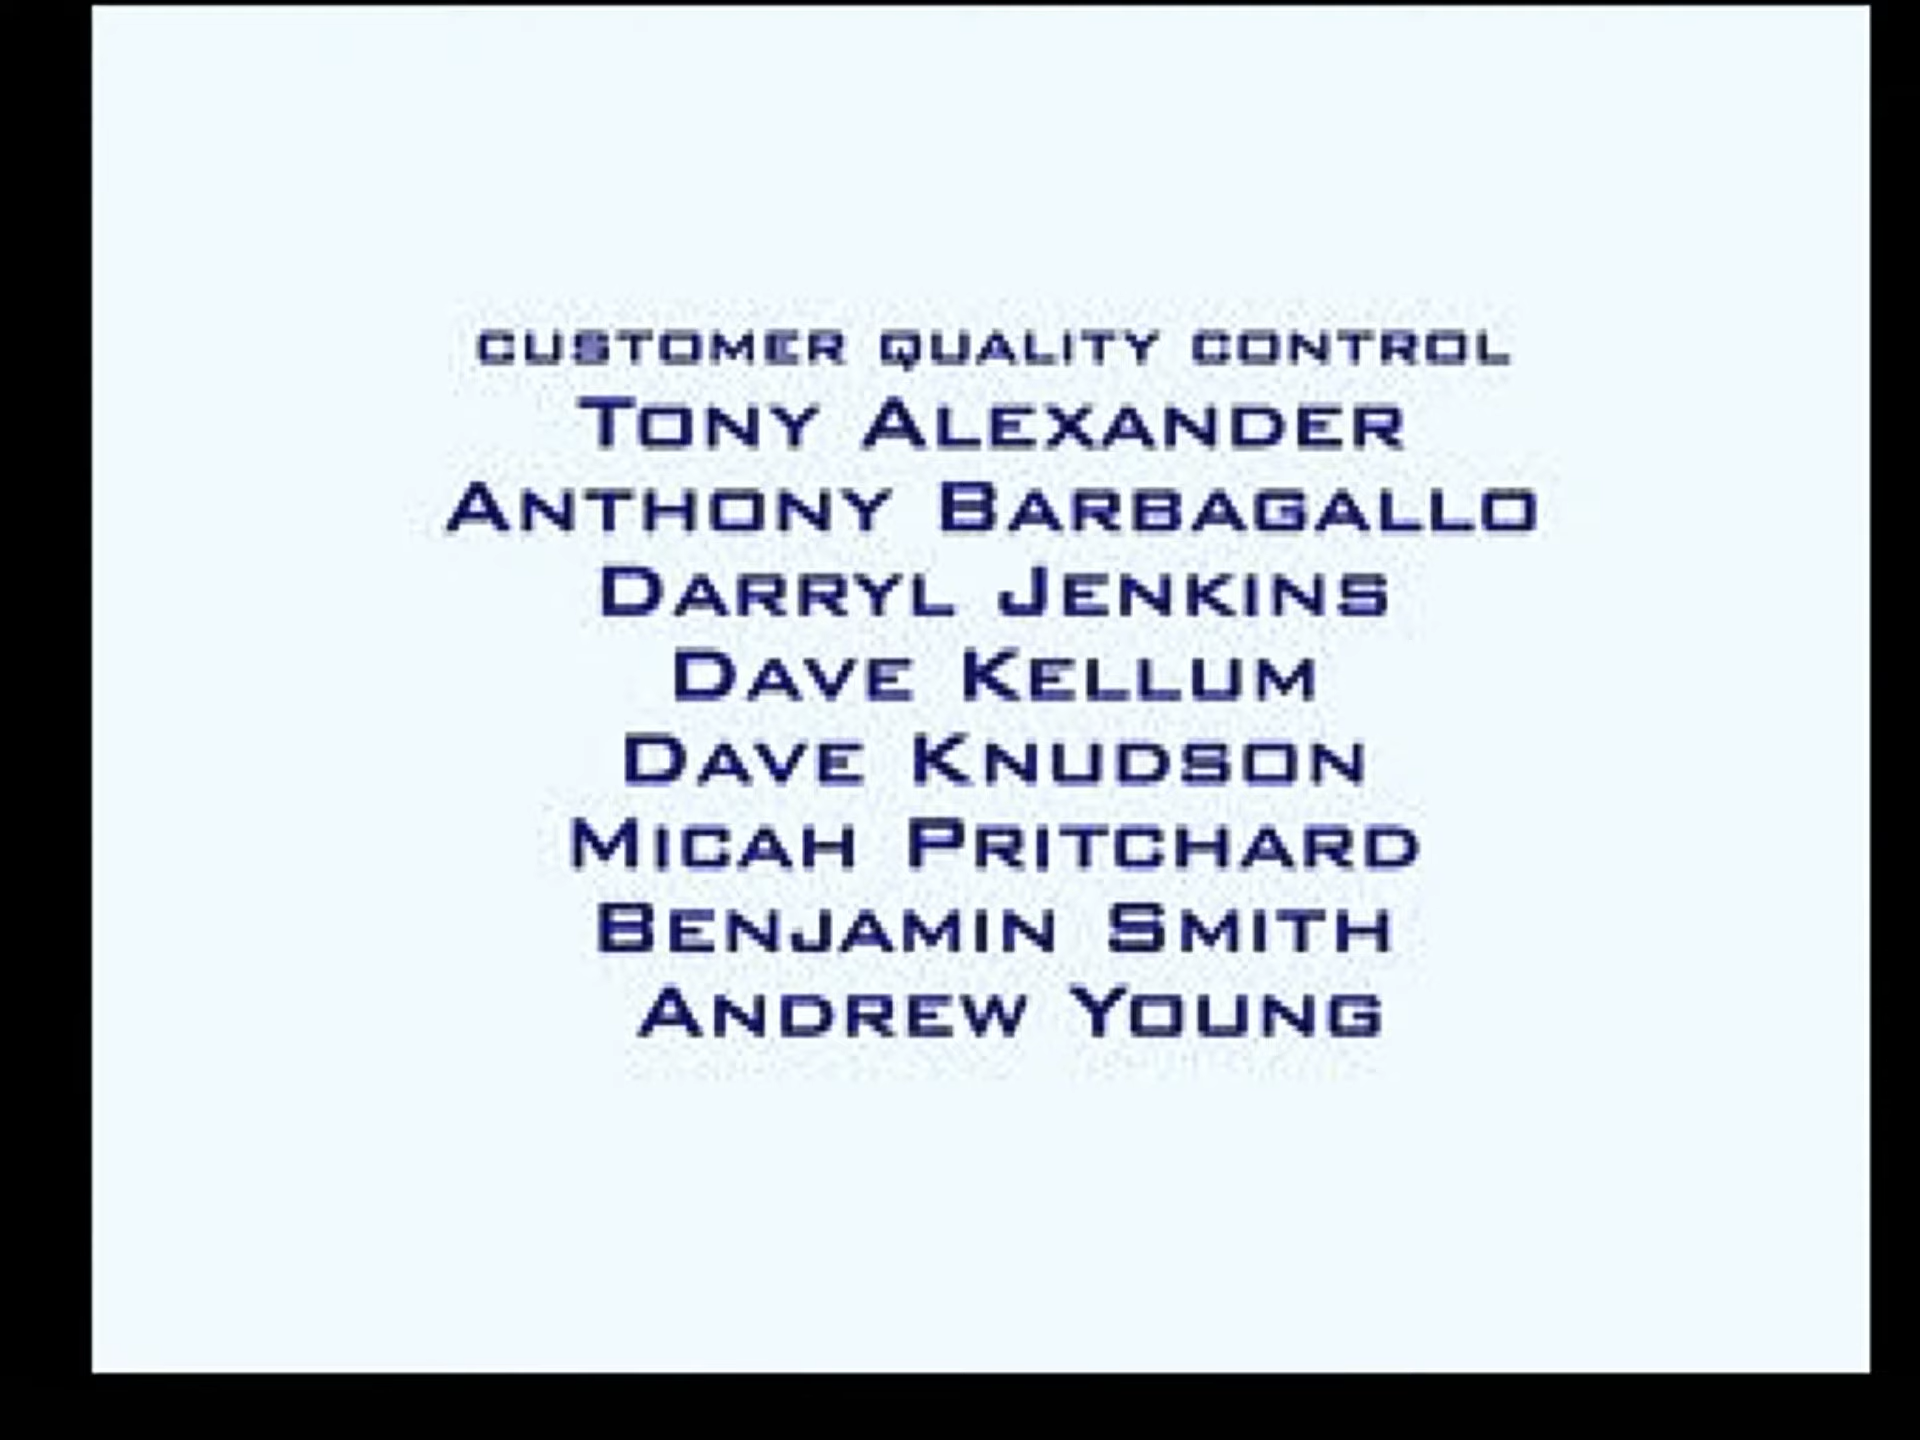 CUSTOMER QUALITY CONTROL
TONY ALEXANDER
ANTHONY BARBAGALLO
DARRYL JENKINS
DAVE KELLUM
DAVE KNUDSON
MICAH PRITCHARD
BENJAMIN SMITH
ANDREW YOUNG